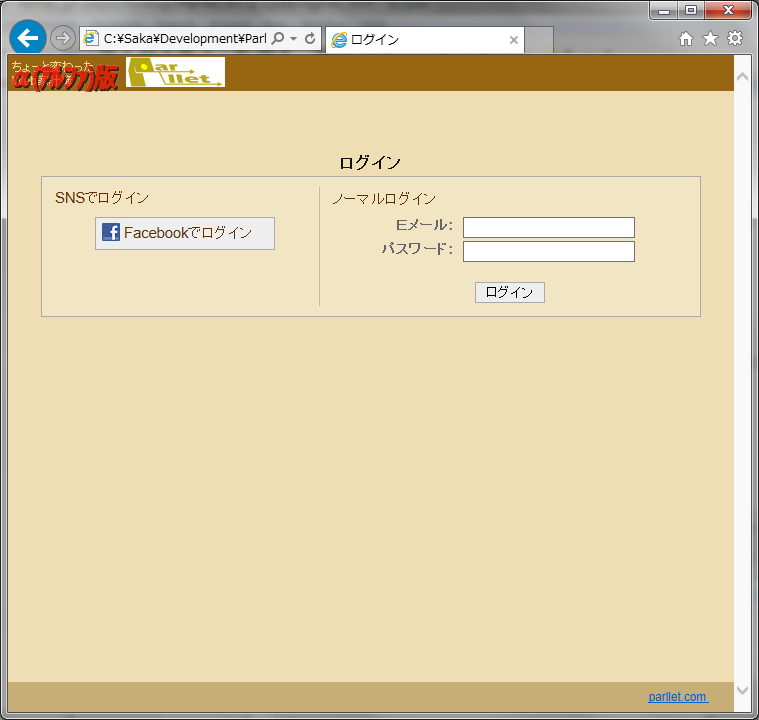 C:¥Saka¥Development¥Parl
ログイン
ちょっと変わった
α(アルファ)版
Parllet
ログイン
SNSでログイン
ノーマルログイン
Facebookでログイン
Eメール:
パスワード:
ログイン
parllet.com